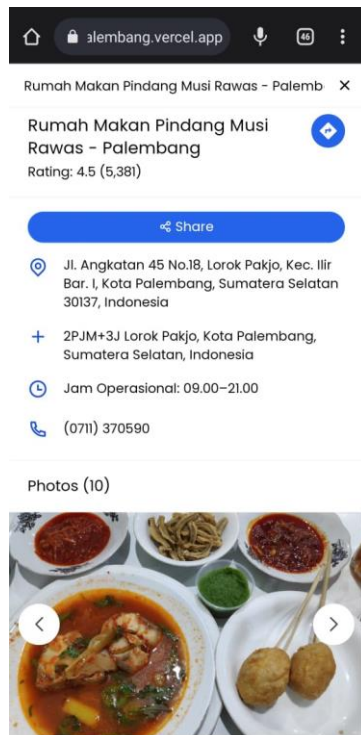 alembang.vercel.app
46
Rumah Makan Pindang Musi Rawas - Palemb
Rumah Makan Pindang Musi
Rawas - Palembang
Rating: 4.5 (5,381)
Share
Jl. Angkatan 45 No.18, Lorok Pakjo, Kec. Ilir
Bar. I, Kota Palembang, Sumatera Selatan
30137, Indonesia
2PJM+3J Lorok Pakjo, Kota Palembang,
Sumatera Selatan, Indonesia
Jam Operasional: 09.00–21.00
(0711) 370590
Photos (10)